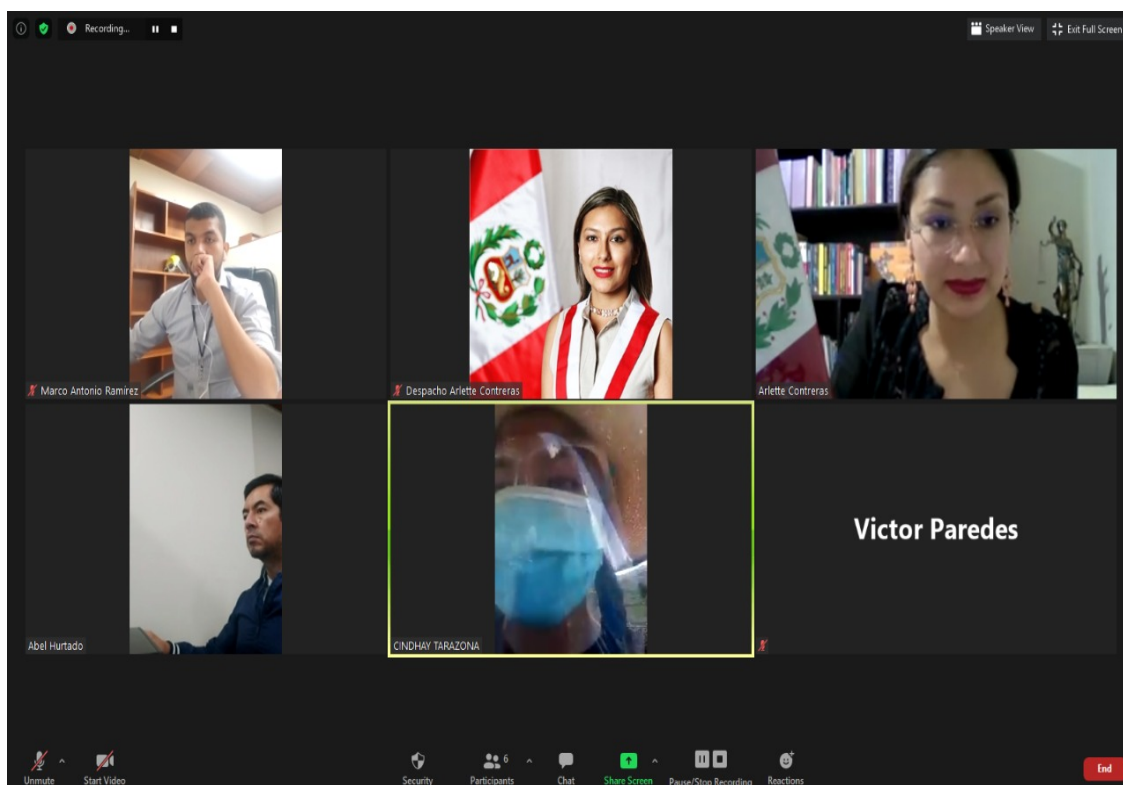 Recording...
Speaker View
Exit Full Screen
Marco Antonio Ramírez
Despacho Arlette Contreras
Arlette Contreras
Abel Hurtado
CINDHAY TARAZONA
Victor Paredes
Unmute
Start Video
Security
Participants
6
Chat
Share Screen
Pause/Stop Recording
Reactions
End